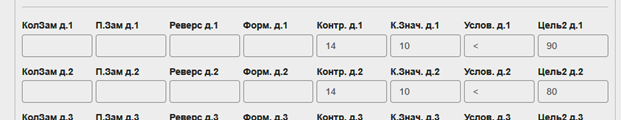 КолЗам д.1 П.Зам д.1 Реверс д.1 Форм. д.1 Контр. д.1 К.Знач. д.1 Услов. д.1 Цель2 д.1
14 10 < 90
КолЗам д.2 П.Зам д.2 Реверс д.2 Форм. д.2 Контр. д.2 К.Знач. д.2 Услов. д.2 Цель2 д.2
14 10 < 80
КолЗам д.3 П.Зам д.3 Реверс д.3 Форм. д.3 Контр. д.3 К.Знач. д.3 Услов. д.3 Цель2 д.3